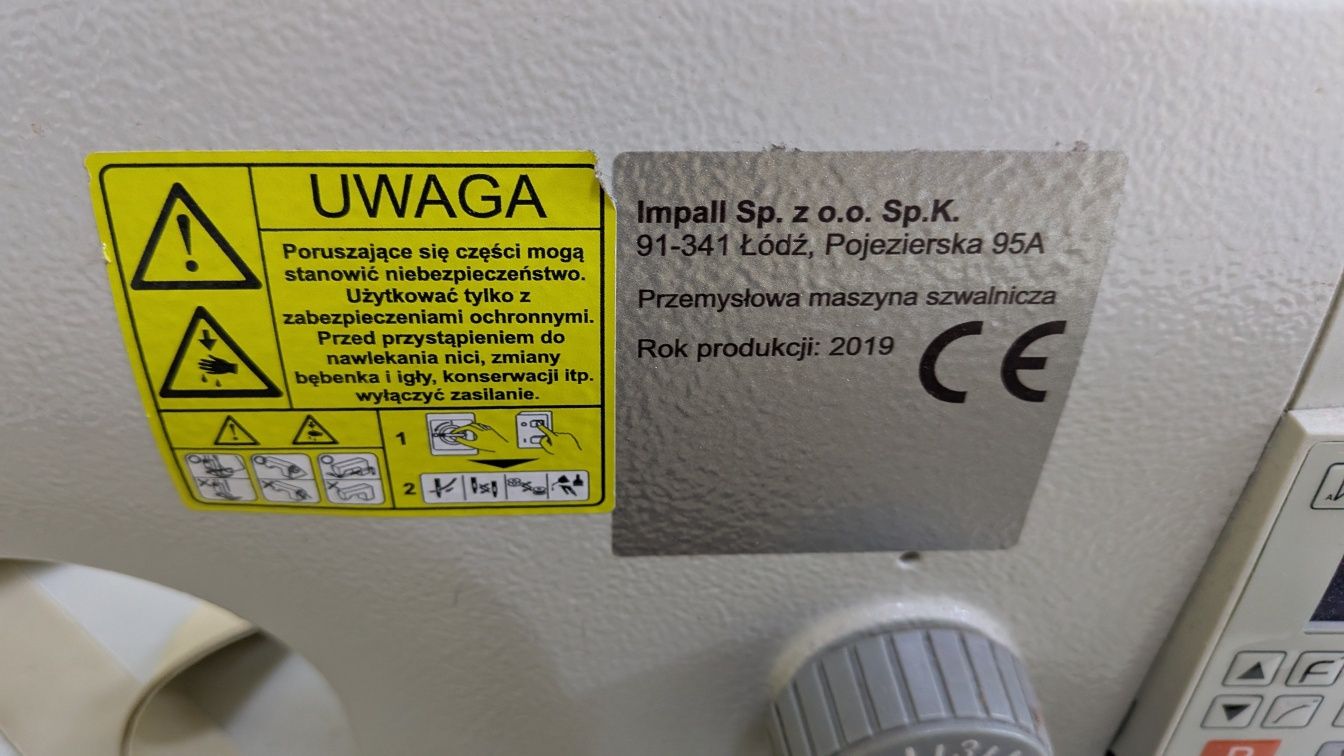 UWAGA
Poruszające się części mogą
stanowić niebezpieczeństwo.
Użytkować tylko z
zabezpieczeniami ochronnymi.
Przed przystąpieniem do
nawlekania nici, zmiany
bębenka i igły, konserwacji itp.
wyłączyć zasilanie.
1
2
Impall Sp. z o.o. Sp.K.
91-341 Łódź, Pojezierska 95A
Przemysłowa maszyna szwalnicza
Rok produkcji: 2019
CE
F